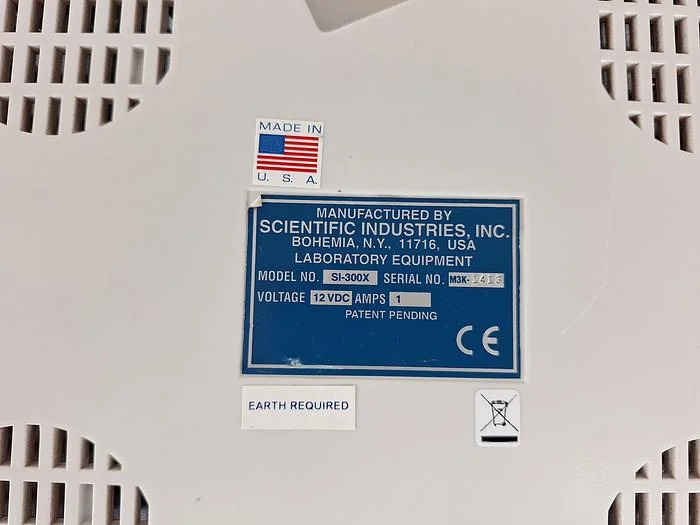 MADE IN
U. S. A.
MANUFACTURED BY
SCIENTIFIC INDUSTRIES, INC.
BOHEMIA, N.Y., 11716, USA
LABORATORY EQUIPMENT
MODEL NO. SI-300X SERIAL NO. M3K-1413
VOLTAGE 12 VDC AMPS 1
PATENT PENDING
CE
EARTH REQUIRED